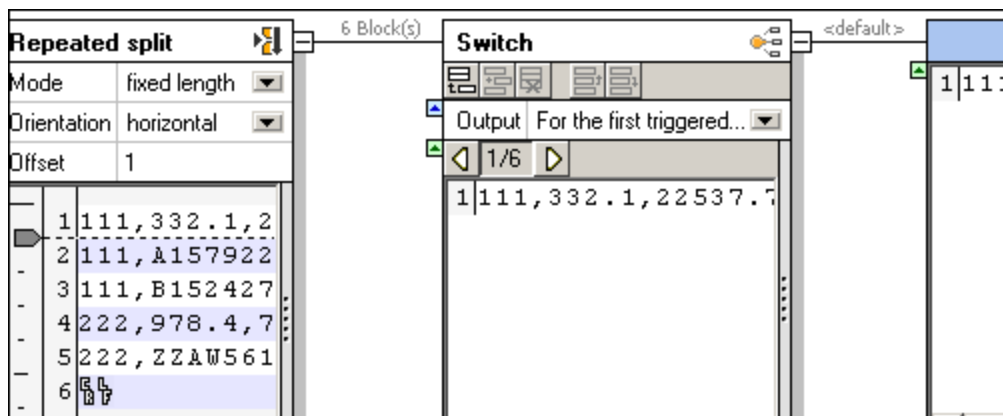 Repeated split
Mode fixed length
Orientation horizontal
Offset 1
1 111,332.1,2
2 111,A157922
3 111,B152427
4 222,978.4,7
5 222,ZZAW561
6 CR LF
6 Block(s)
Switch
Output For the first triggered...
1/6
1 111,332.1,22537.7
<default>
1 111